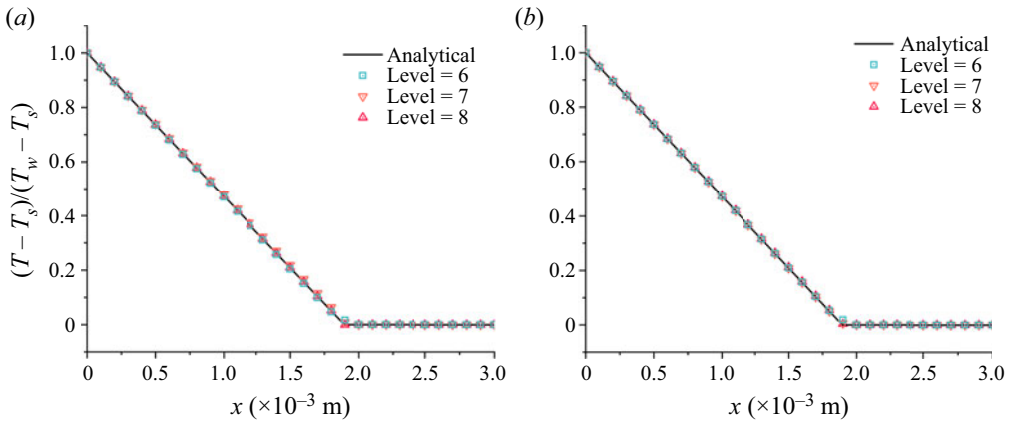 (a)
Analytical
Level = 6
Level = 7
Level = 8
(T – T_s)/(T_w – T_s)
1.0
0.8
0.6
0.4
0.2
0
0 0.5 1.0 1.5 2.0 2.5 3.0
x (×10⁻³ m)
(b)
Analytical
Level = 6
Level = 7
Level = 8
1.0
0.8
0.6
0.4
0.2
0
0 0.5 1.0 1.5 2.0 2.5 3.0
x (×10⁻³ m)